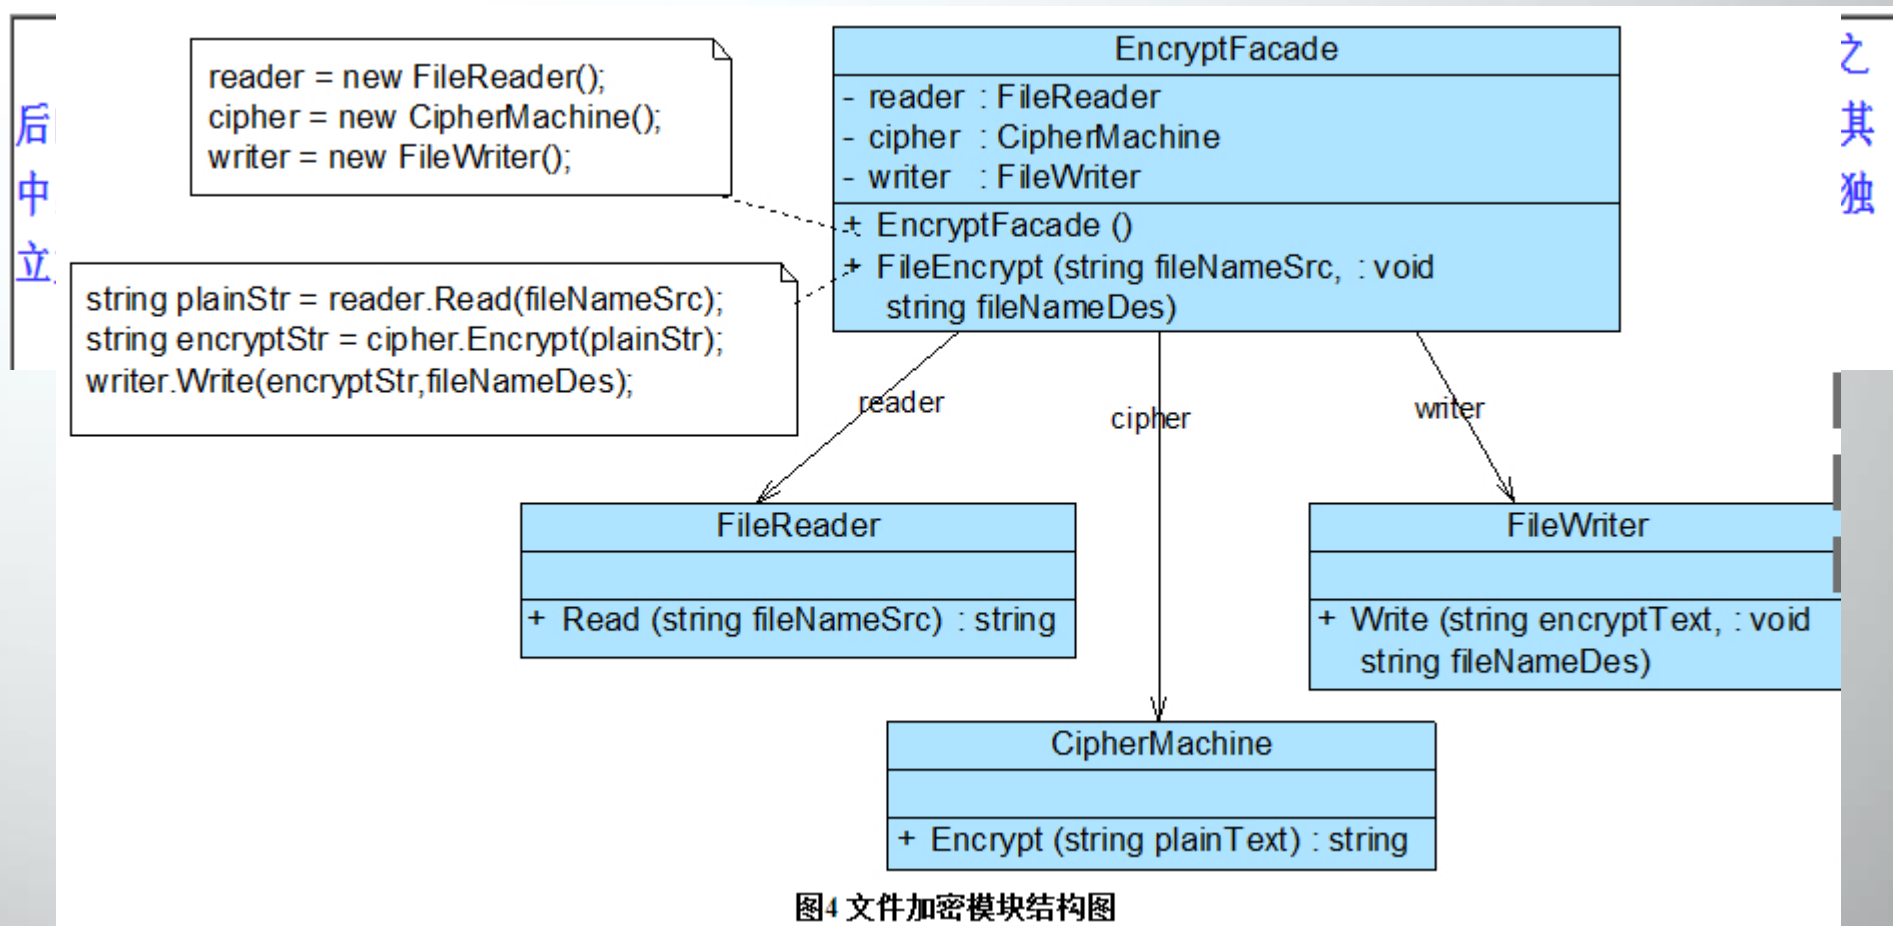 之
后
其
中
独
立
reader = new FileReader();
cipher = new CipherMachine();
writer = new FileWriter();
string plainStr = reader.Read(fileNameSrc);
string encryptStr = cipher.Encrypt(plainStr);
writer.Write(encryptStr,fileNameDes);
EncryptFacade
- reader : FileReader
- cipher : CipherMachine
- writer : FileWriter
+ EncryptFacade ()
+ FileEncrypt (string fileNameSrc, : void
string fileNameDes)
reader
cipher
writer
FileReader
+ Read (string fileNameSrc) : string
FileWriter
+ Write (string encryptText, : void
string fileNameDes)
CipherMachine
+ Encrypt (string plainText) : string
图4 文件加密模块结构图